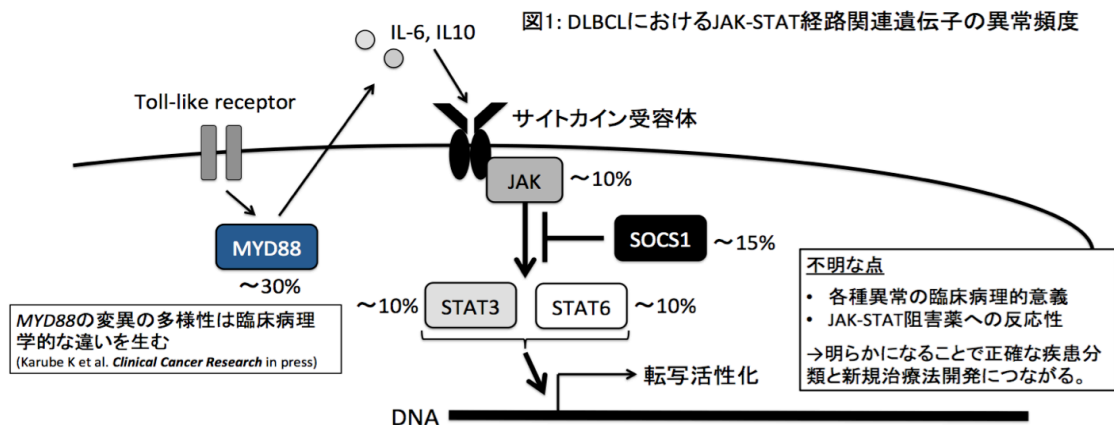 図1: DLBCLにおけるJAK-STAT経路関連遺伝子の異常頻度
IL-6, IL10
Toll-like receptor
サイトカイン受容体
JAK
～10%
MYD88
～30%
SOCS1
～15%
～10%
STAT3
STAT6
～10%
MYD88の変異の多様性は臨床病理
学的な違いを生む
(Karube K et al. Clinical Cancer Research in press)
不明な点
• 各種異常の臨床病理的意義
• JAK-STAT阻害薬への反応性
→明らかになることで正確な疾患分
類と新規治療法開発につながる。
転写活性化
DNA